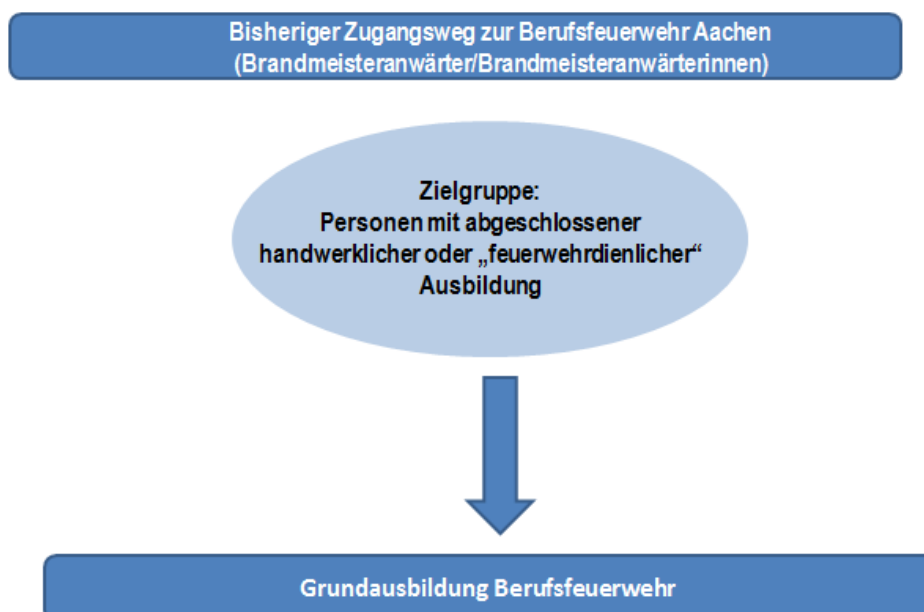 Bisheriger Zugangsweg zur Berufsfeuerwehr Aachen
(Brandmeisteranwärter/Brandmeisteranwärterinnen)
Zielgruppe:
Personen mit abgeschlossener
handwerklicher oder „feuerwehrdienlicher“
Ausbildung
Grundausbildung Berufsfeuerwehr